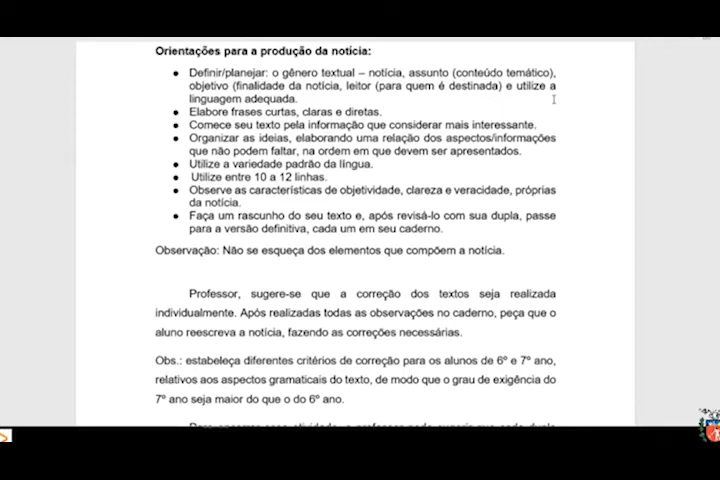 Orientações para a produção da notícia:
● Definir/planejar: o gênero textual – notícia, assunto (conteúdo temático),
objetivo (finalidade da notícia, leitor (para quem é destinada) e utilize a
linguagem adequada.
● Elabore frases curtas, claras e diretas.
● Comece seu texto pela informação que considerar mais interessante.
● Organizar as ideias, elaborando uma relação dos aspectos/informações
que não podem faltar, na ordem em que devem ser apresentados.
● Utilize a variedade padrão da língua.
● Utilize entre 10 a 12 linhas.
● Observe as características de objetividade, clareza e veracidade, próprias
da notícia.
● Faça um rascunho do seu texto e, após revisá-lo com sua dupla, passe
para a versão definitiva, cada um em seu caderno.
Observação: Não se esqueça dos elementos que compõem a notícia.
Professor, sugere-se que a correção dos textos seja realizada
individualmente. Após realizadas todas as observações no caderno, peça que o
aluno reescreva a notícia, fazendo as correções necessárias.
Obs.: estabeleça diferentes critérios de correção para os alunos de 6º e 7º ano,
relativos aos aspectos gramaticais do texto, de modo que o grau de exigência do
7º ano seja maior do que o do 6º ano.